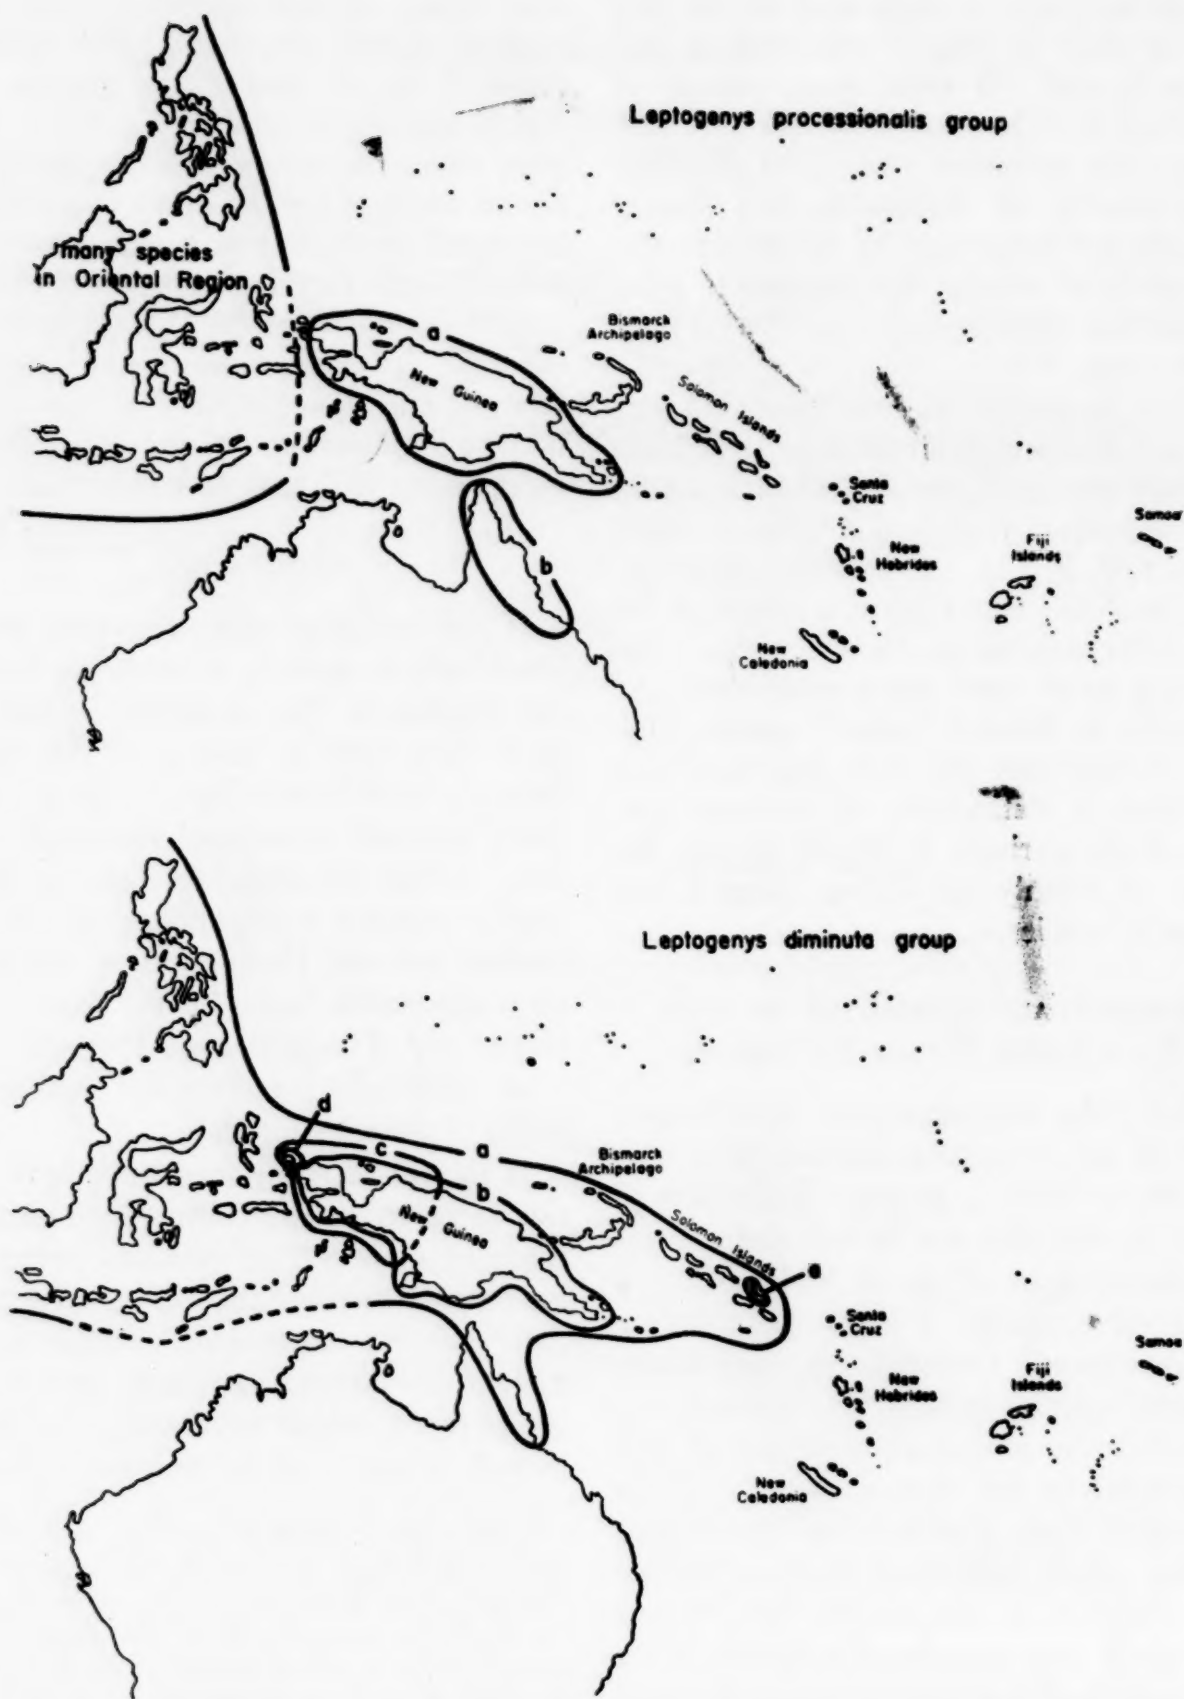 Leptogenys processionalis group
many species
in Oriental Region
a
Bismarck
Archipelago
New Guinea
Solomon Islands
b
Santa
Cruz
New
Hebrides
Fiji
Islands
Samoa
New
Caledonia
Leptogenys diminuta group
d
c
a
Bismarck
Archipelago
b
New Guinea
Solomon Islands
e
Santa
Cruz
New
Hebrides
Fiji
Islands
Samoa
New
Caledonia